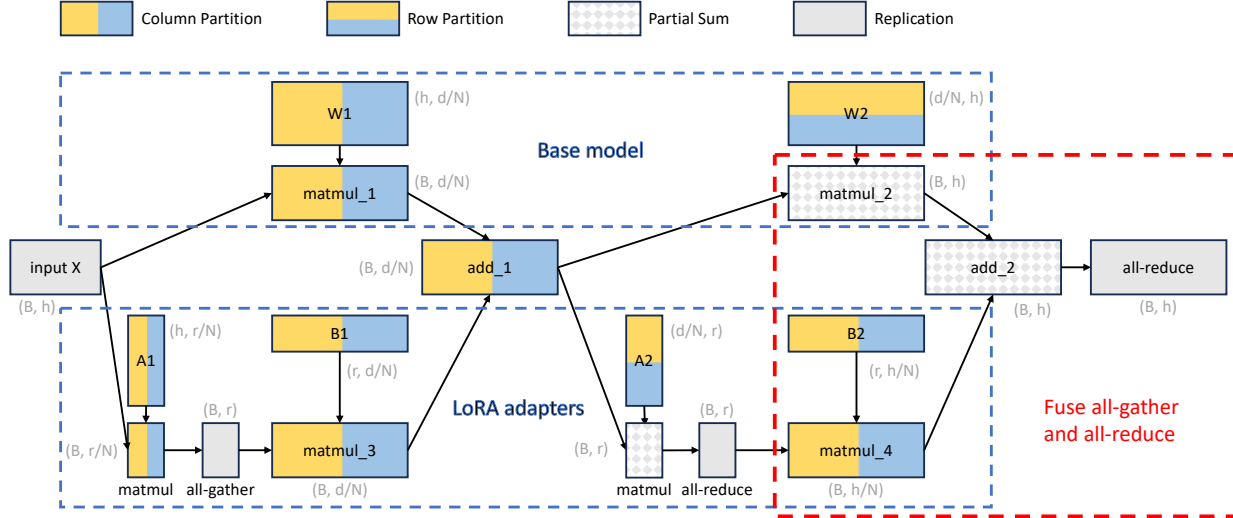 Column Partition
Row Partition
Partial Sum
Replication
W1
(h, d/N)
W2
(d/N, h)
Base model
matmul_1
(B, d/N)
matmul_2
(B, h)
input X
(B, h)
(B, d/N)
add_1
add_2
(B, h)
all-reduce
(B, h)
A1
(h, r/N)
B1
(r, d/N)
A2
(d/N, r)
B2
(r, h/N)
LoRA adapters
Fuse all-gather
and all-reduce
(B, r/N)
matmul
(B, r)
all-gather
matmul_3
(B, d/N)
(B, r)
matmul
(B, r)
all-reduce
matmul_4
(B, h/N)